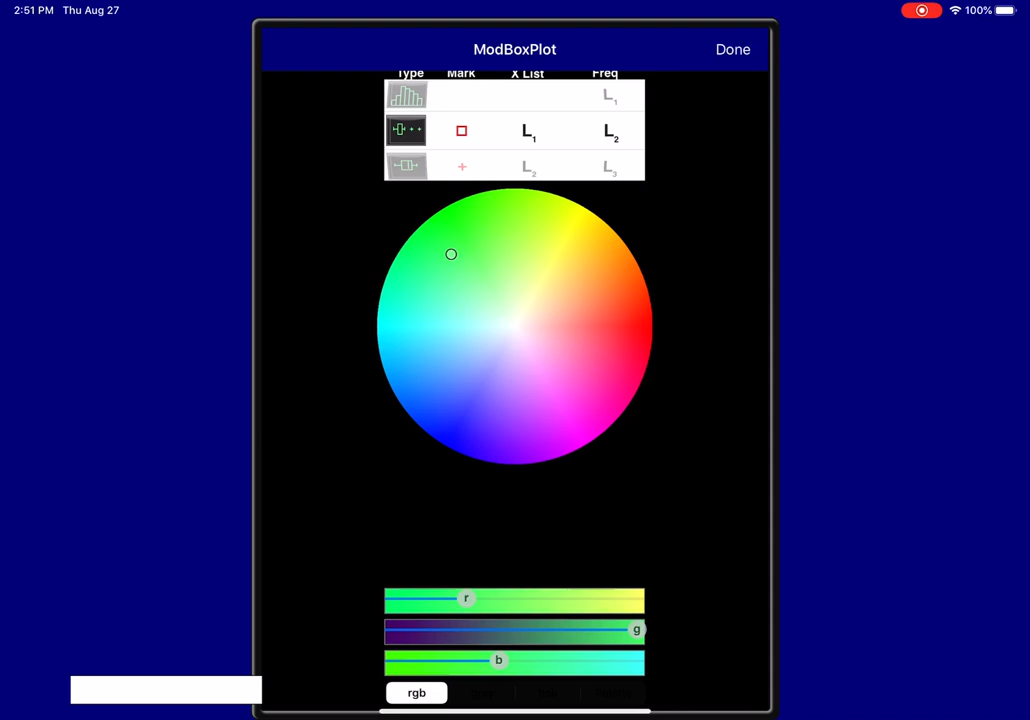 2:51 PM Thu Aug 27 100%
ModBoxPlot Done
Type Mark X List Freq
L1
L1 L2
L2 L3
r
g
b
rgb